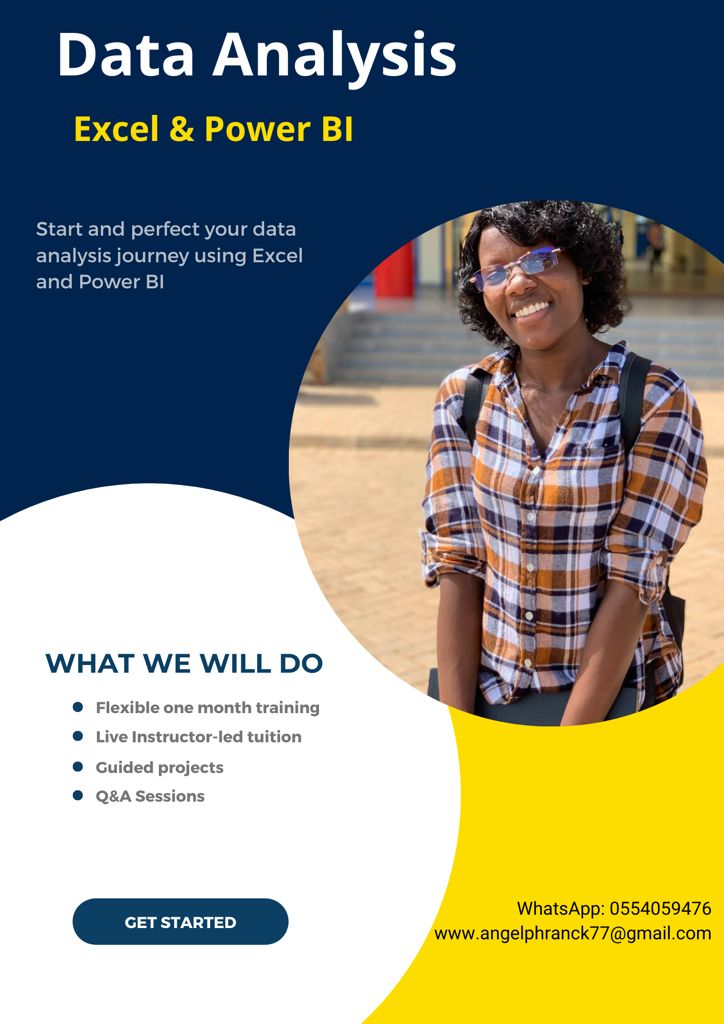 Data Analysis
Excel & Power BI
Start and perfect your data
analysis journey using Excel
and Power BI
WHAT WE WILL DO
Flexible one month training
Live Instructor-led tuition
Guided projects
Q&A Sessions
GET STARTED
WhatsApp: 0554059476
www.angelphranck77@gmail.com